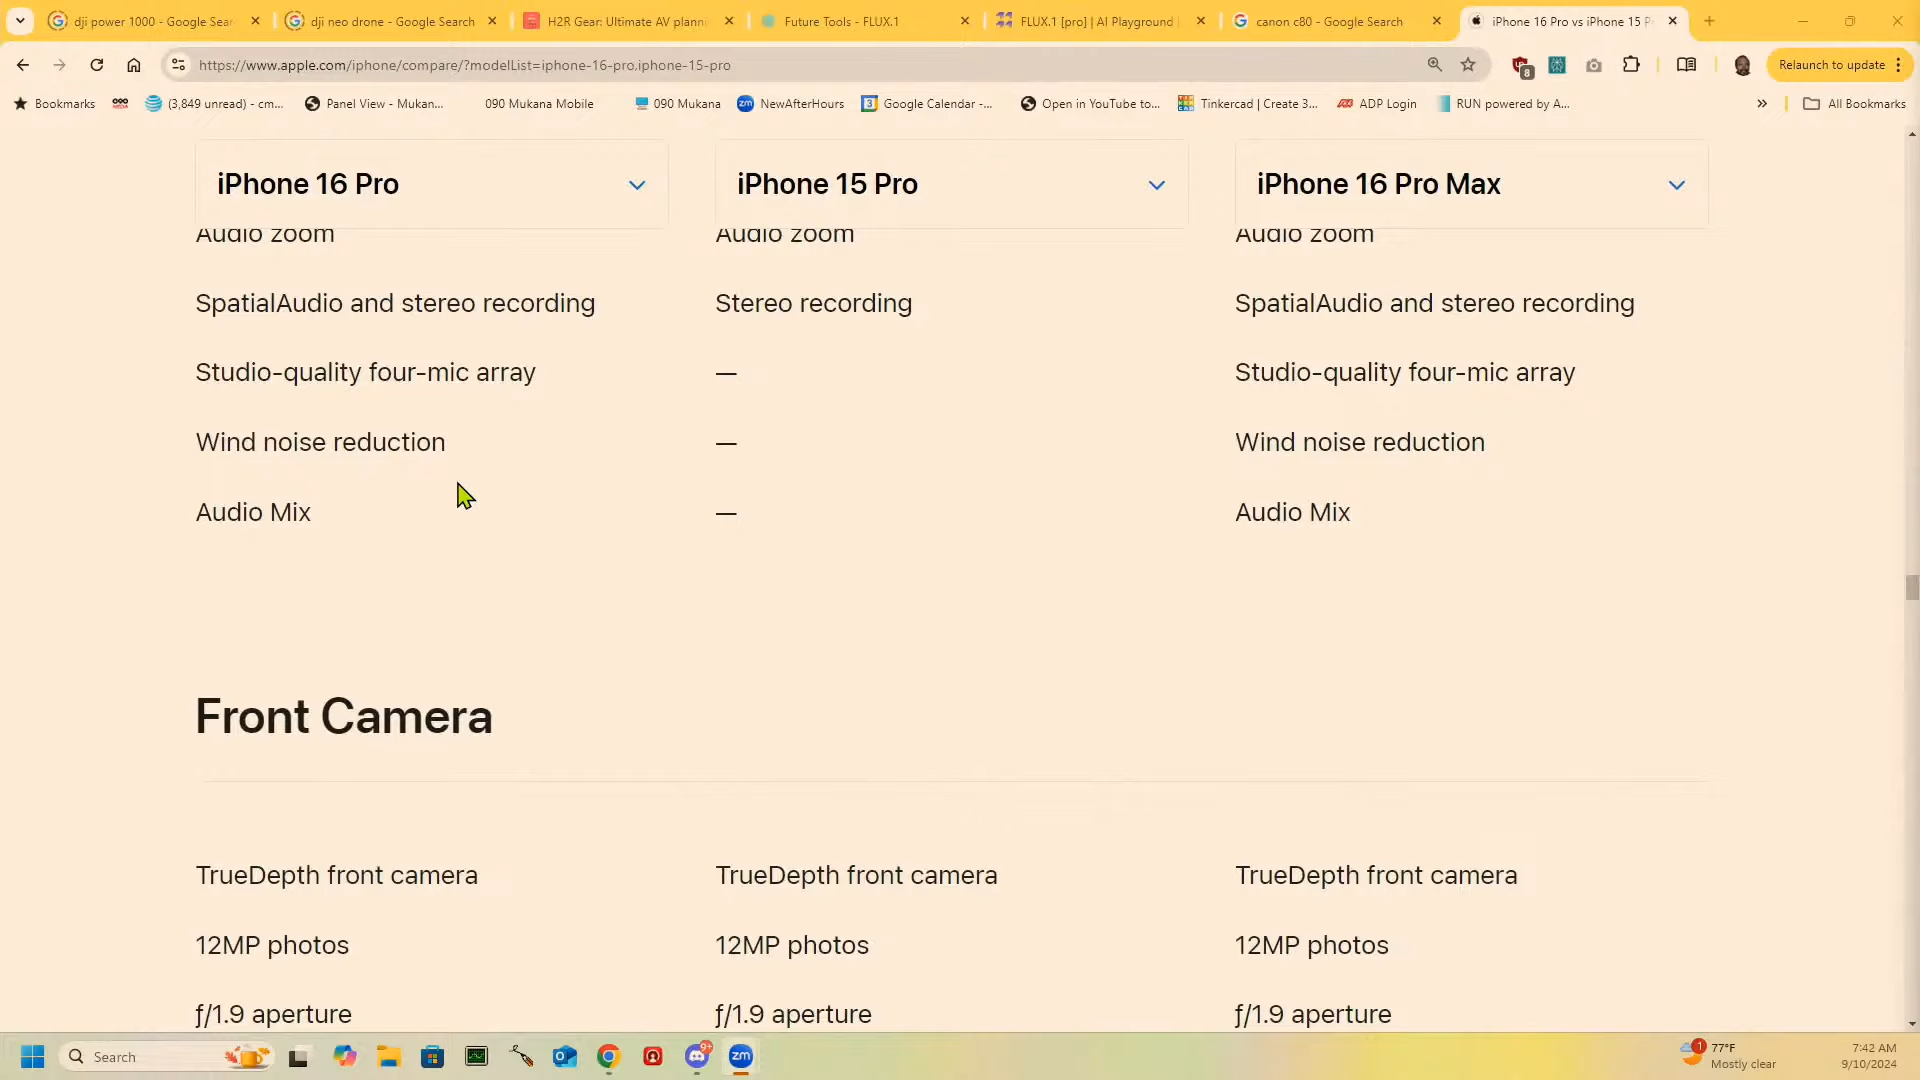 dji power 1000 - Google Sear
dji neo drone - Google Search
H2R Gear: Ultimate AV planni
Future Tools - FLUX.1
FLUX.1 [pro] | AI Playground |
canon c80 - Google Search
iPhone 16 Pro vs iPhone 15 P
https://www.apple.com/iphone/compare/?modelList=iphone-16-pro,iphone-15-pro
8
Relaunch to update
Bookmarks
(3,849 unread) - cm...
Panel View - Mukan...
090 Mukana Mobile
090 Mukana
zm
NewAfterHours
3
Google Calendar -...
Open in YouTube to...
Tinkercad | Create 3...
ADP Login
RUN powered by A...
»
All Bookmarks
iPhone 16 Pro
iPhone 15 Pro
iPhone 16 Pro Max
Audio zoom
Audio zoom
Audio zoom
SpatialAudio and stereo recording
Stereo recording
SpatialAudio and stereo recording
Studio-quality four-mic array
—
Studio-quality four-mic array
Wind noise reduction
—
Wind noise reduction
Audio Mix
—
Audio Mix
Front Camera
TrueDepth front camera
TrueDepth front camera
TrueDepth front camera
12MP photos
12MP photos
12MP photos
ƒ/1.9 aperture
ƒ/1.9 aperture
ƒ/1.9 aperture
Search
9+
zm
1
77°F
Mostly clear
7:42 AM
9/10/2024